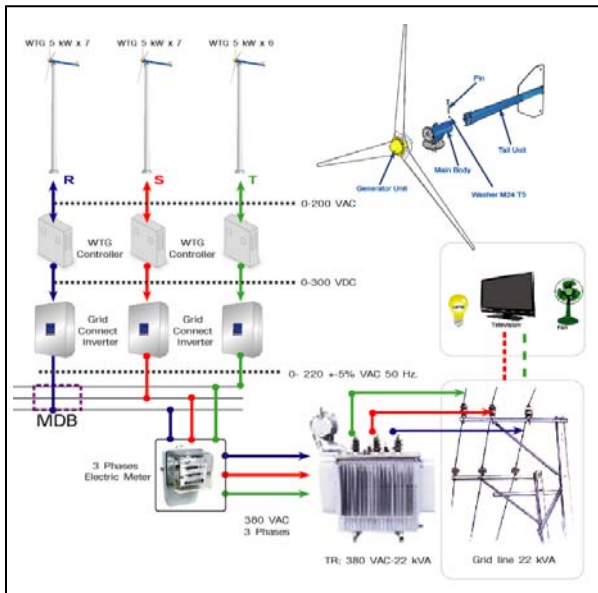 WTG 5 kW x 7
WTG 5 kW x 7
WTG 5 kW x 6
Pin
Tail Unit
Main Body
Generator Unit
Washer M24 T5
R
S
T
0-200 VAC
WTG
Controller
WTG
Controller
0-300 VDC
Grid
Connect
Inverter
Grid
Connect
Inverter
TELEVISION
FAN
0- 220 +-5% VAC 50 Hz.
MDB
3 Phases
Electric Meter
380 VAC
3 Phases
TR: 380 VAC-22 kVA
Grid line 22 kVA